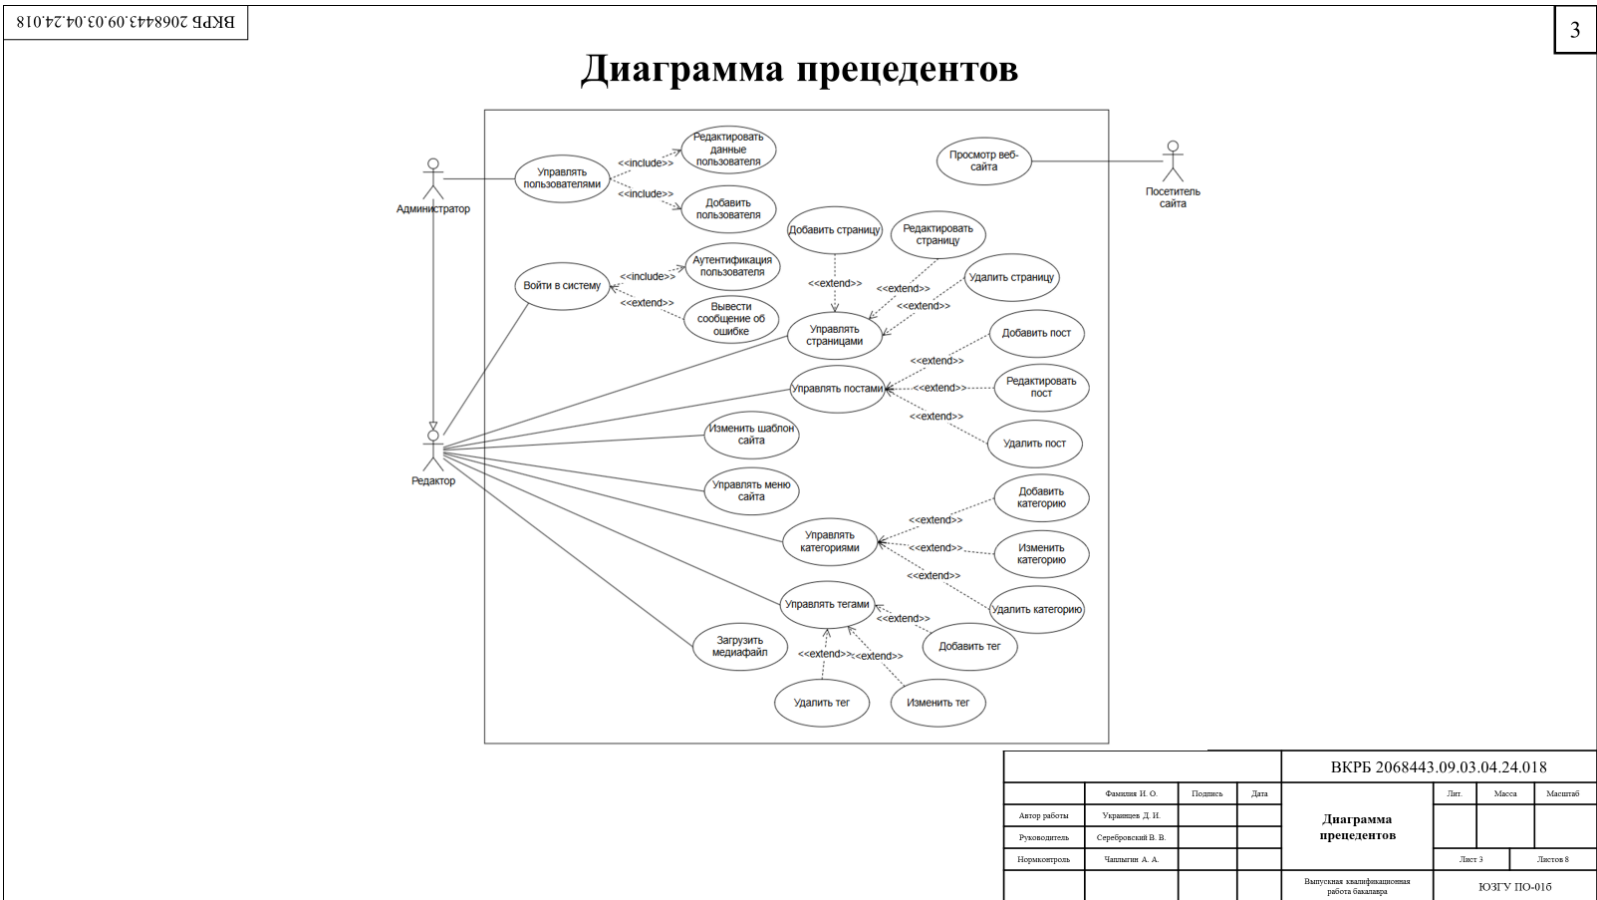 ВКРБ 2068443.09.03.04.24.018
3
Диаграмма прецедентов
Редактировать
данные
пользователя
<<include>>
Управлять
пользователями
<<include>>
Добавить
пользователя
Администратор
Просмотр веб-
сайта
Посетитель
сайта
Добавить страницу
Редактировать
страницу
Аутентификация
пользователя
<<include>>
Войти в систему
<<extend>>
Вывести
сообщение об
ошибке
<<extend>>
<<extend>>
<<extend>>
Удалить страницу
Управлять
страницами
Добавить пост
<<extend>>
Управлять постами
<<extend>>
Редактировать
пост
<<extend>>
Удалить пост
Изменить шаблон
сайта
Редактор
Управлять меню
сайта
Добавить
категорию
<<extend>>
Управлять
категориями
<<extend>>
Изменить
категорию
<<extend>>
Удалить категорию
Управлять тегами
<<extend>>
Добавить тег
Загрузить
медиафайл
<<extend>>
<<extend>>
Удалить тег
Изменить тег
ВКРБ 2068443.09.03.04.24.018
Фамилия И. О.
Подпись
Дата
Лит.
Масса
Масштаб
Автор работы
Украинцев Д. И.
Диаграмма
прецедентов
Руководитель
Серебровский В. В.
Нормконтроль
Чаплыгин А. А.
Лист 3
Листов 8
Выпускная квалификационная
работа бакалавра
ЮЗГУ ПО-01б